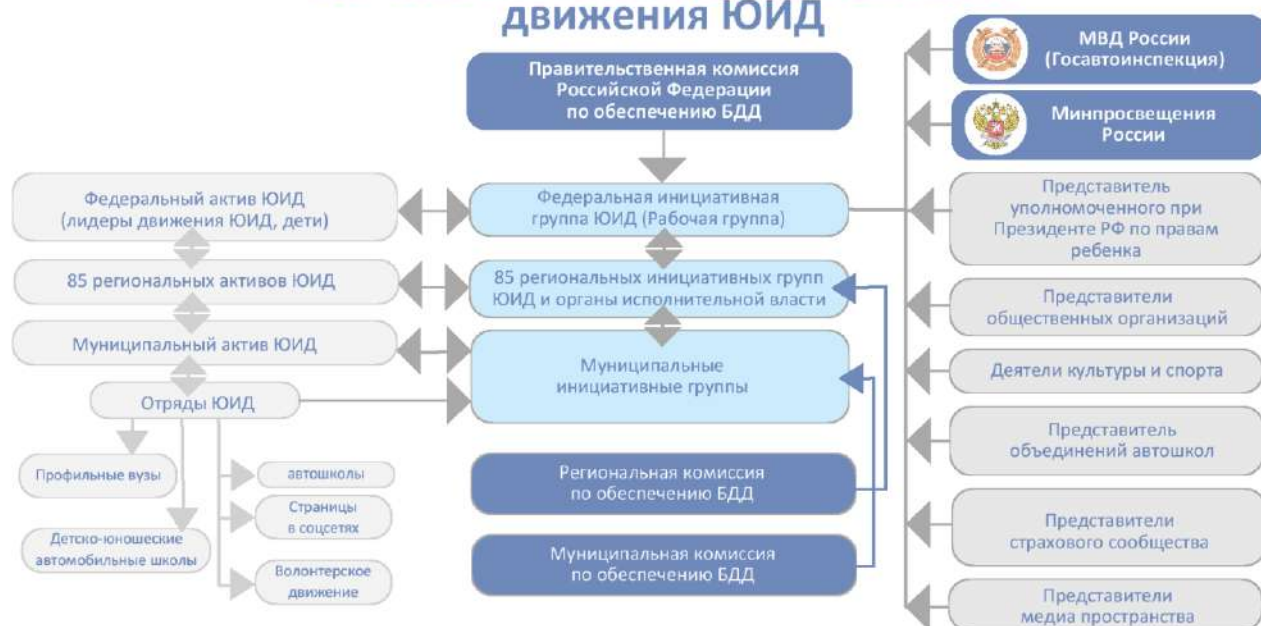 движения ЮИД
Правительственная комиссия
Российской Федерации
по обеспечению БДД
МВД России
(Госавтоинспекция)
Минпросвещения
России
Федеральный актив ЮИД
(лидеры движения ЮИД, дети)
Федеральная инициативная
группа ЮИД (Рабочая группа)
Представитель
уполномоченного при
Президенте РФ по правам
ребенка
85 региональных активов ЮИД
85 региональных инициативных групп
ЮИД и органы исполнительной власти
Представители
общественных организаций
Муниципальный актив ЮИД
Муниципальные
инициативные группы
Деятели культуры и спорта
Отряды ЮИД
Представитель
объединений автошкол
Профильные вузы
автошколы
Региональная комиссия
по обеспечению БДД
Страницы
в соцсетях
Представители
страхового сообщества
Детско-юношеские
автомобильные школы
Муниципальная комиссия
по обеспечению БДД
Волонтерское
движение
Представители
медиа пространства